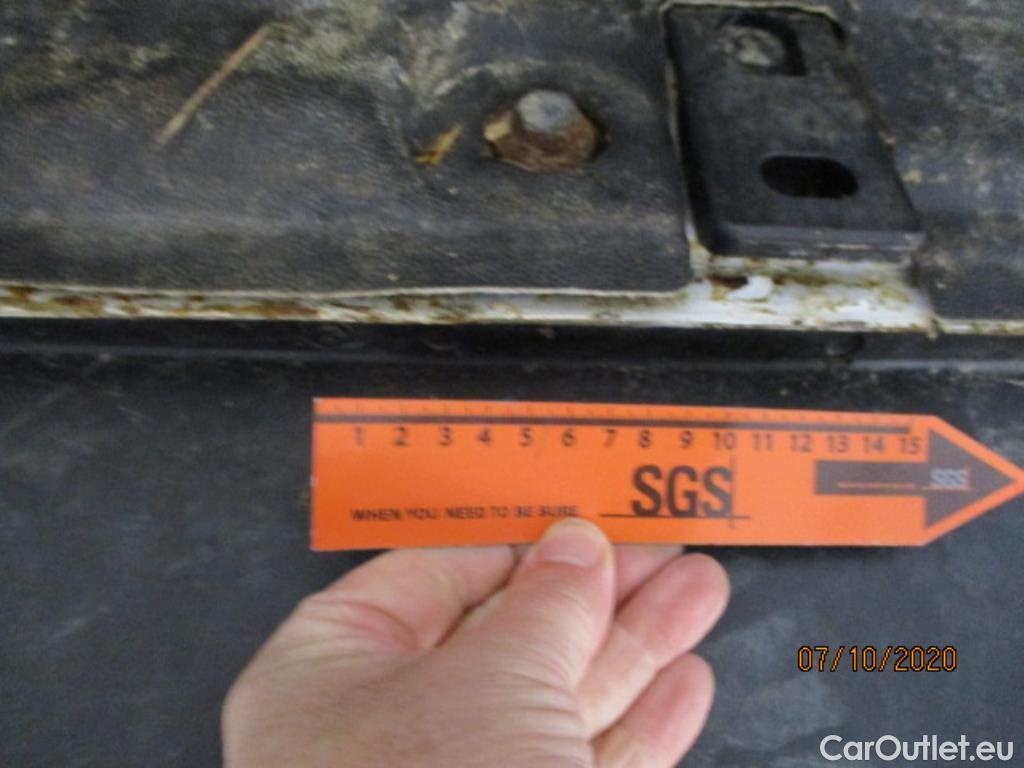 1 2 3 4 5 6 7 8 9 10 11 12 13 14 15
SGS
SGS
WHEN YOU NEED TO BE SURE
07/10/2020
CarOutlet.eu